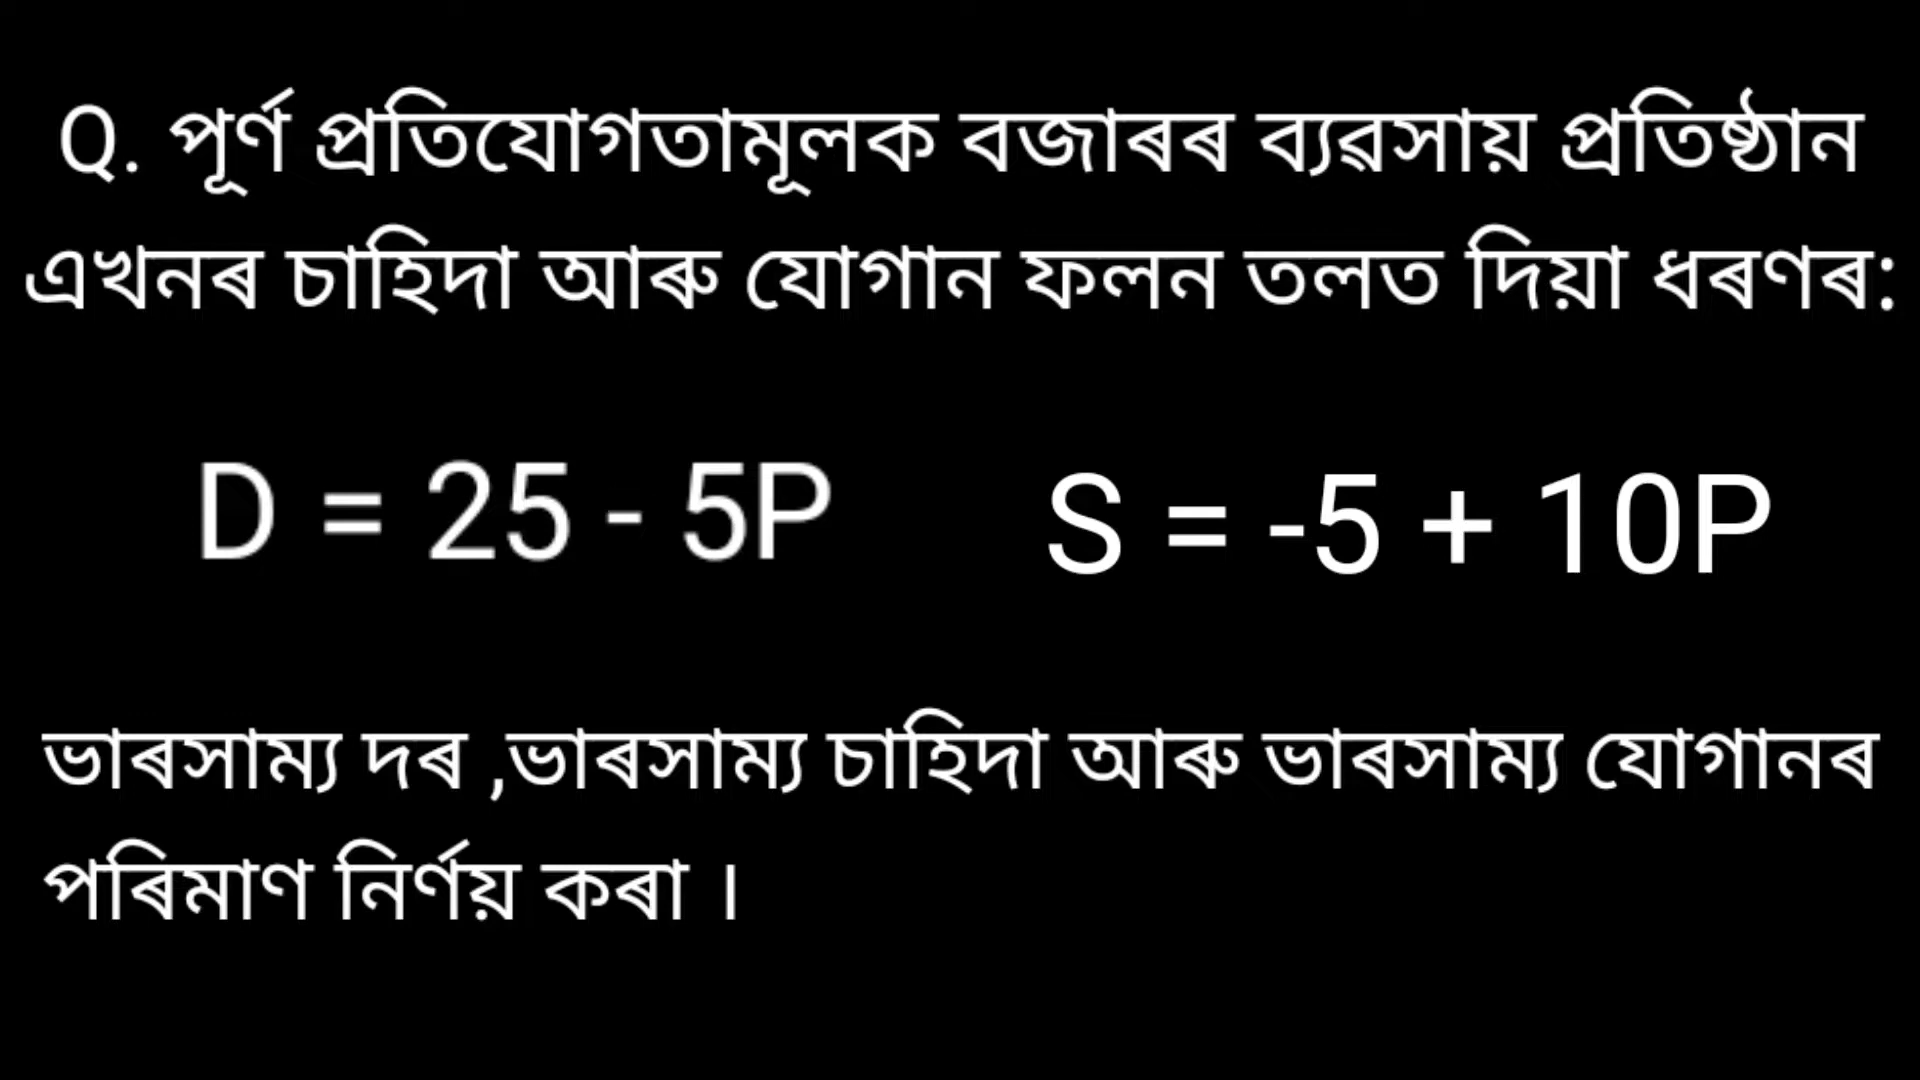 Q. পূৰ্ণ প্ৰতিযোগতামূলক বজাৰৰ ব্যৱসায় প্ৰতিষ্ঠান
এখনৰ চাহিদা আৰু যোগান ফলন তলত দিয়া ধৰণৰ:
D = 25 - 5P S = -5 + 10P
ভাৰসাম্য দৰ ,ভাৰসাম্য চাহিদা আৰু ভাৰসাম্য যোগানৰ
পৰিমাণ নিৰ্ণয় কৰা ।